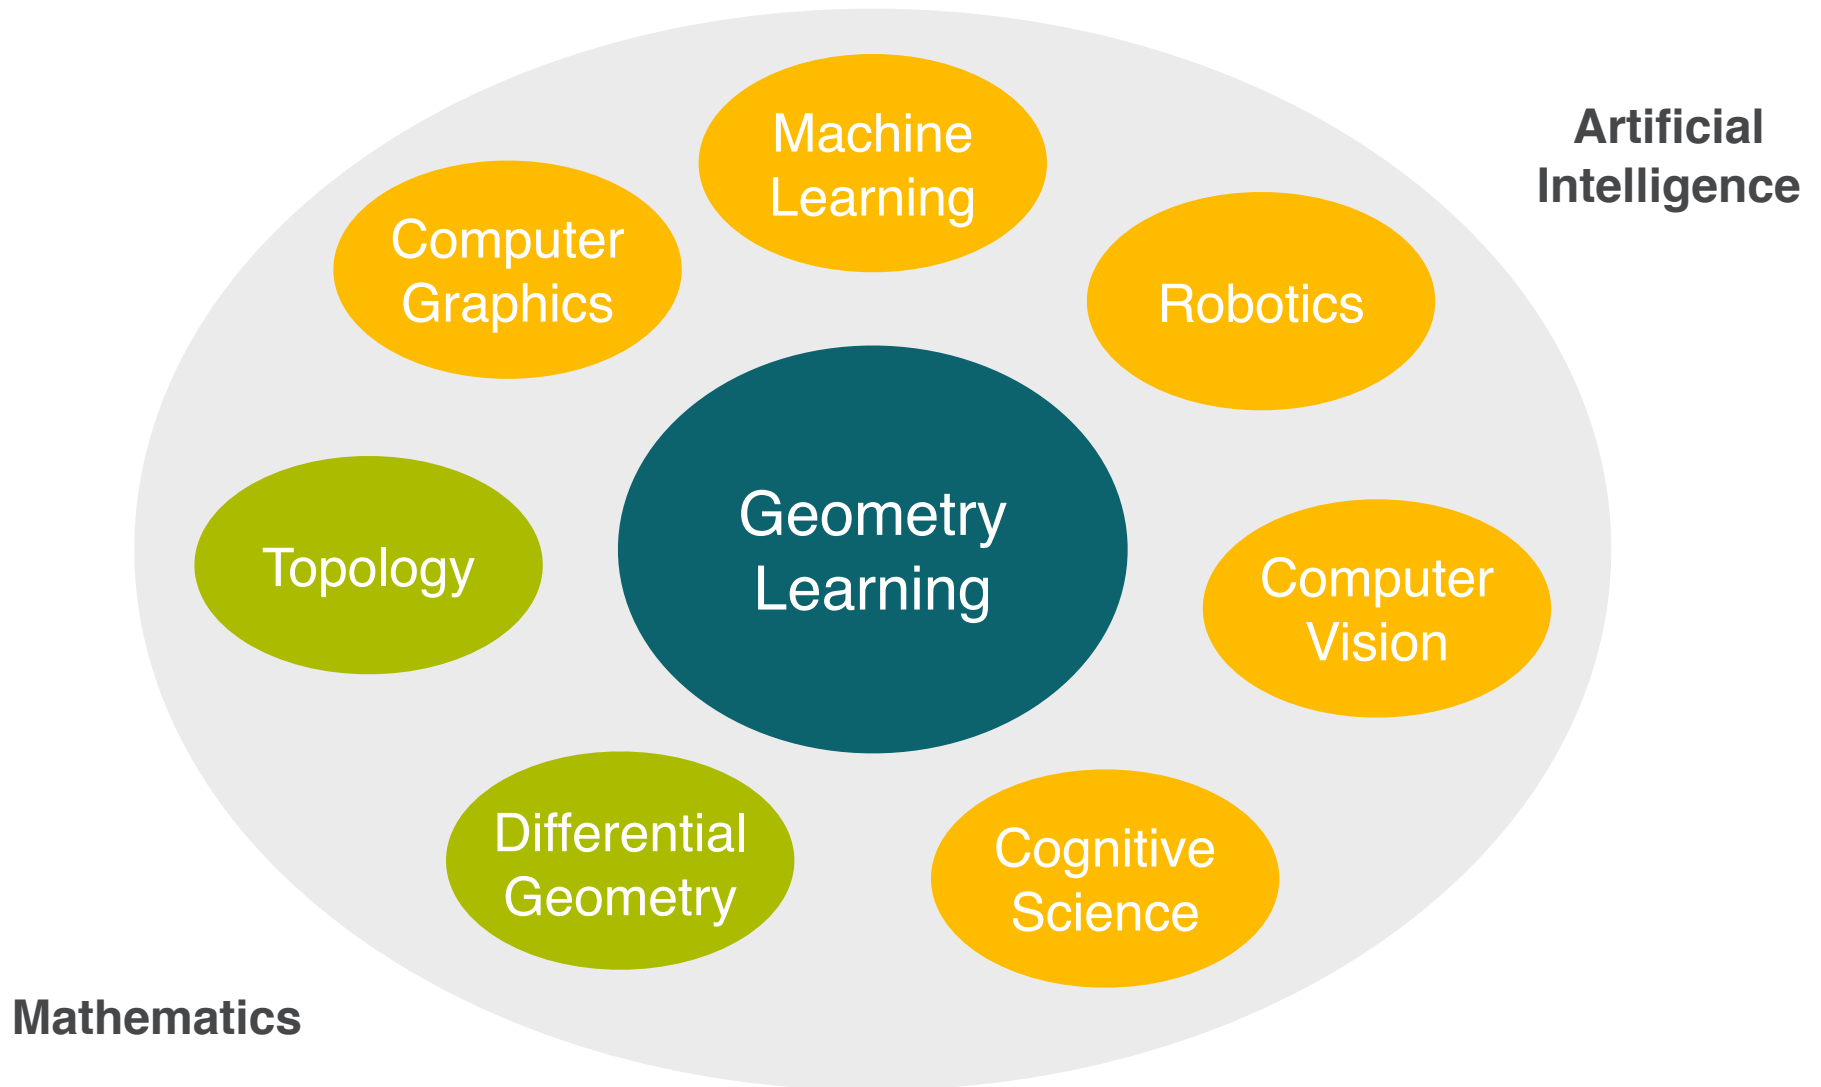 Machine
Learning
Artificial
Intelligence
Computer
Graphics
Robotics
Geometry
Learning
Topology
Computer
Vision
Differential
Geometry
Cognitive
Science
Mathematics